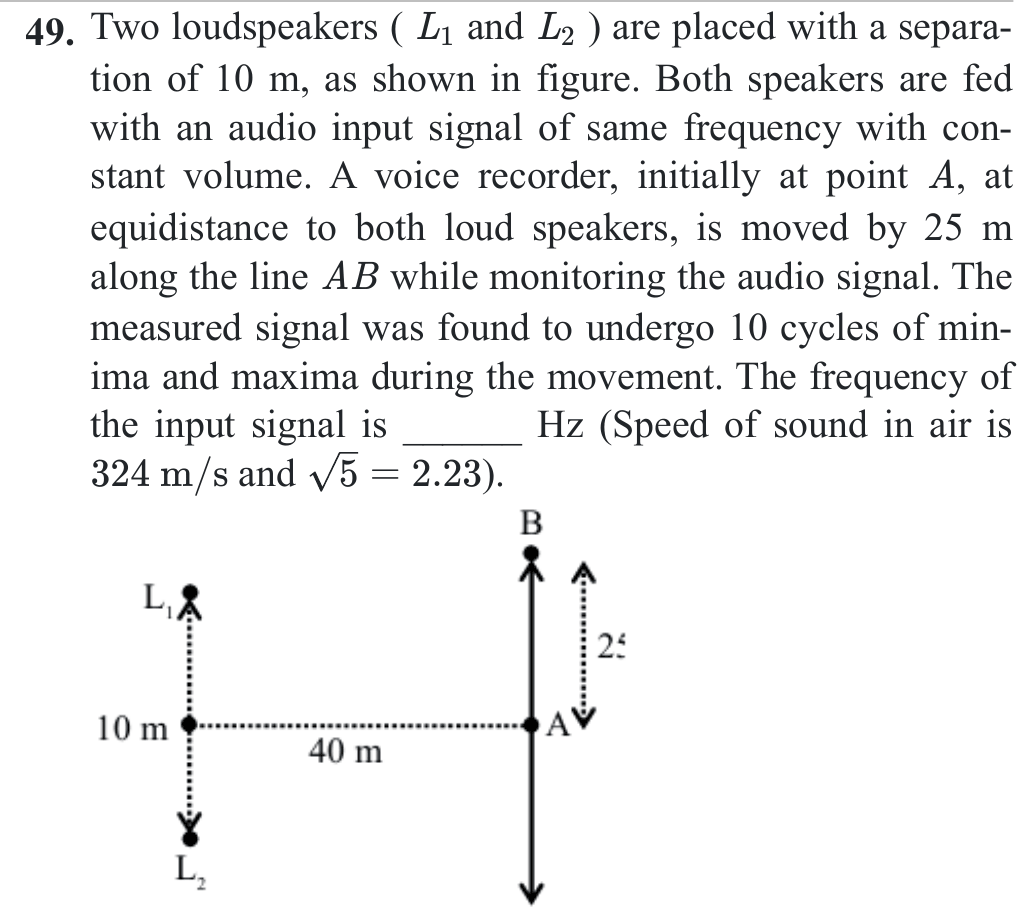 49. Two loudspeakers ( L₁ and L₂ ) are placed with a separa-
tion of 10 m, as shown in figure. Both speakers are fed
with an audio input signal of same frequency with con-
stant volume. A voice recorder, initially at point A, at
equidistance to both loud speakers, is moved by 25 m
along the line AB while monitoring the audio signal. The
measured signal was found to undergo 10 cycles of min-
ima and maxima during the movement. The frequency of
the input signal is ______ Hz (Speed of sound in air is
324 m/s and √5 = 2.23).
B
L₁
10 m
40 m
A
L₂